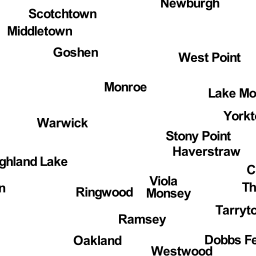 Newburgh
Scotchtown
Middletown
Goshen
West Point
Monroe
Lake Mo
Yorkto
Warwick
Stony Point
Haverstraw
ghland Lake
C
Th
n
Viola
Ringwood
Monsey
Tarryto
Ramsey
Oakland
Dobbs Fe
Westwood